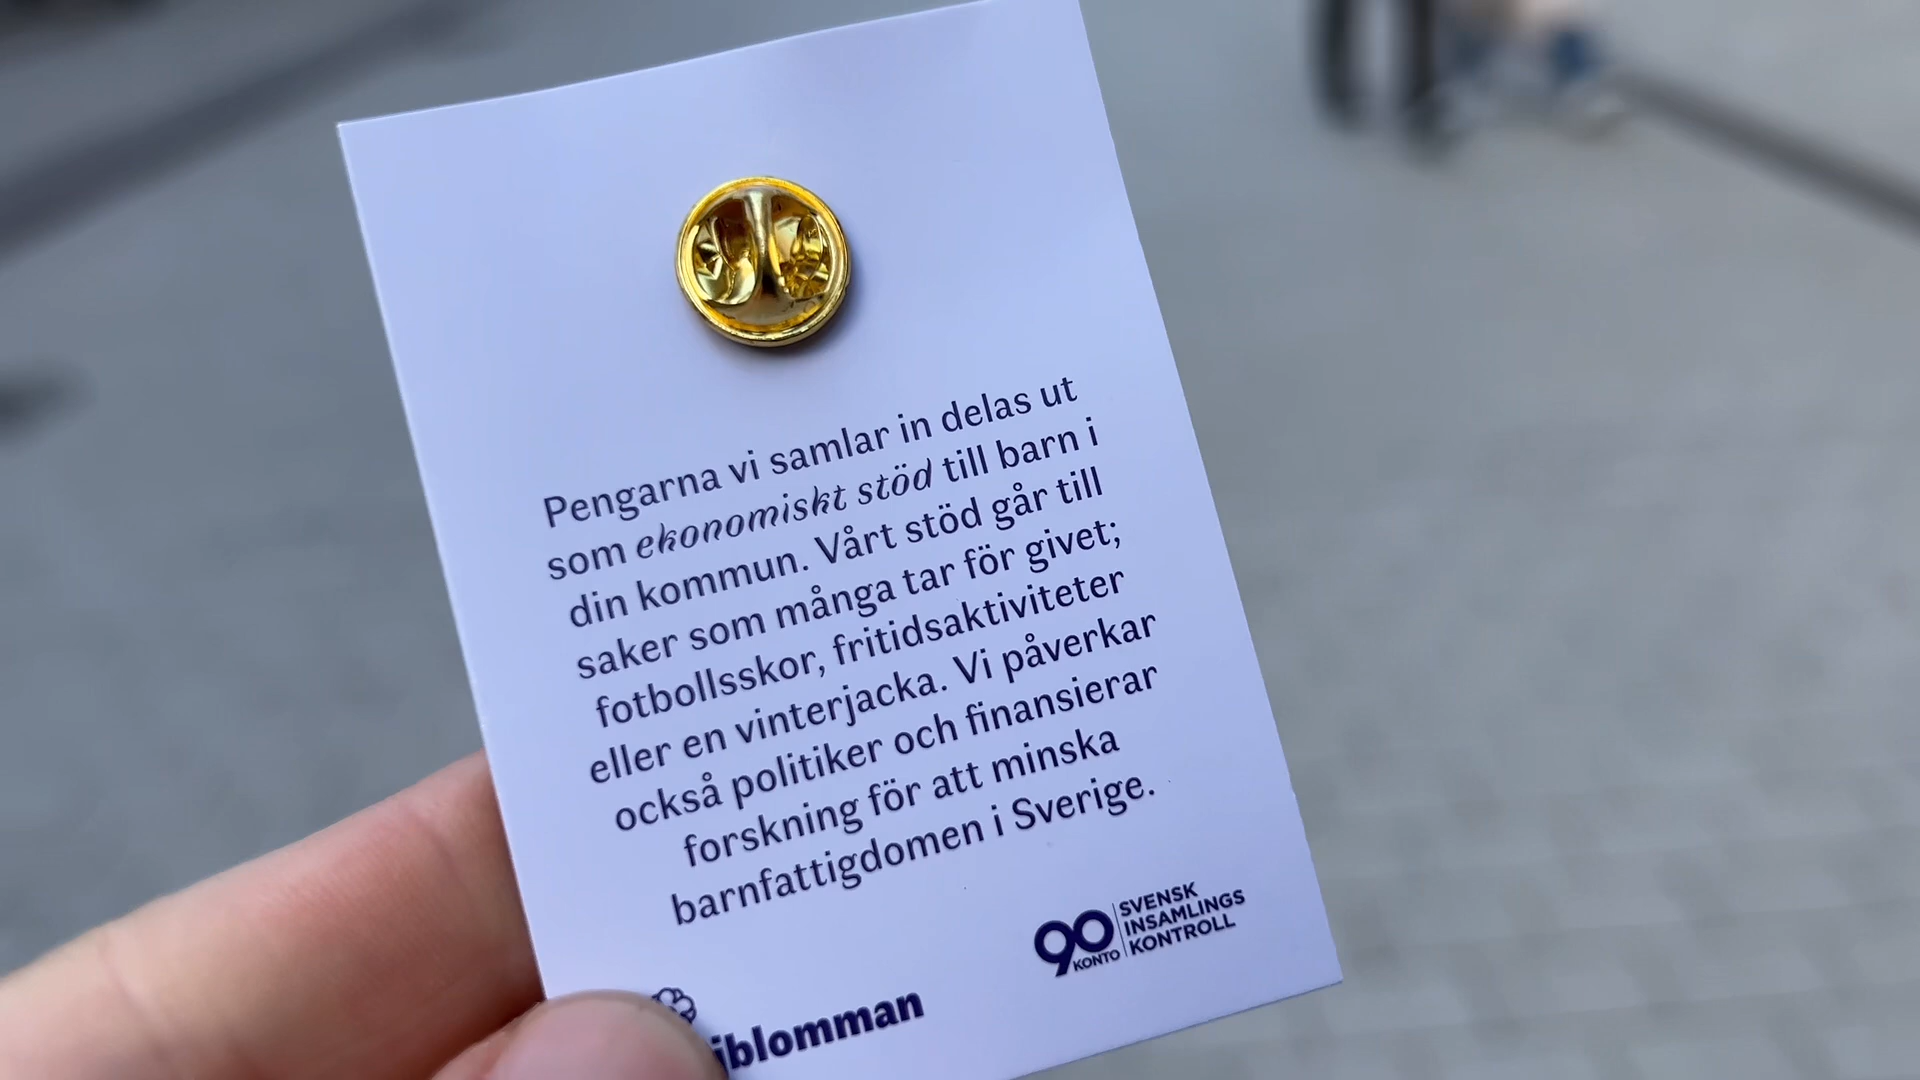 Pengarna vi samlar in delas ut
som ekonomiskt stöd till barn i
din kommun. Vårt stöd går till
saker som många tar för givet;
fotbollsskor, fritidsaktiviteter
eller en vinterjacka. Vi påverkar
också politiker och finansierar
forskning för att minska
barnfattigdomen i Sverige.
90
KONTO
SVENSK
INSAMLINGS
KONTROLL
jblomman